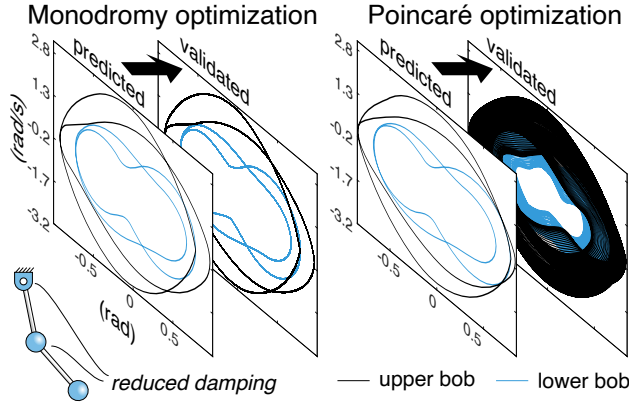 Monodromy optimization
Poincaré optimization
predicted
validated
predicted
validated
2.8
1.3
-0.2
-1.7
-3.2
(rad/s)
-0.5
0
0.5
(rad)
2.8
1.3
-0.2
-1.7
-3.2
-0.5
0
0.5
reduced damping
upper bob
lower bob